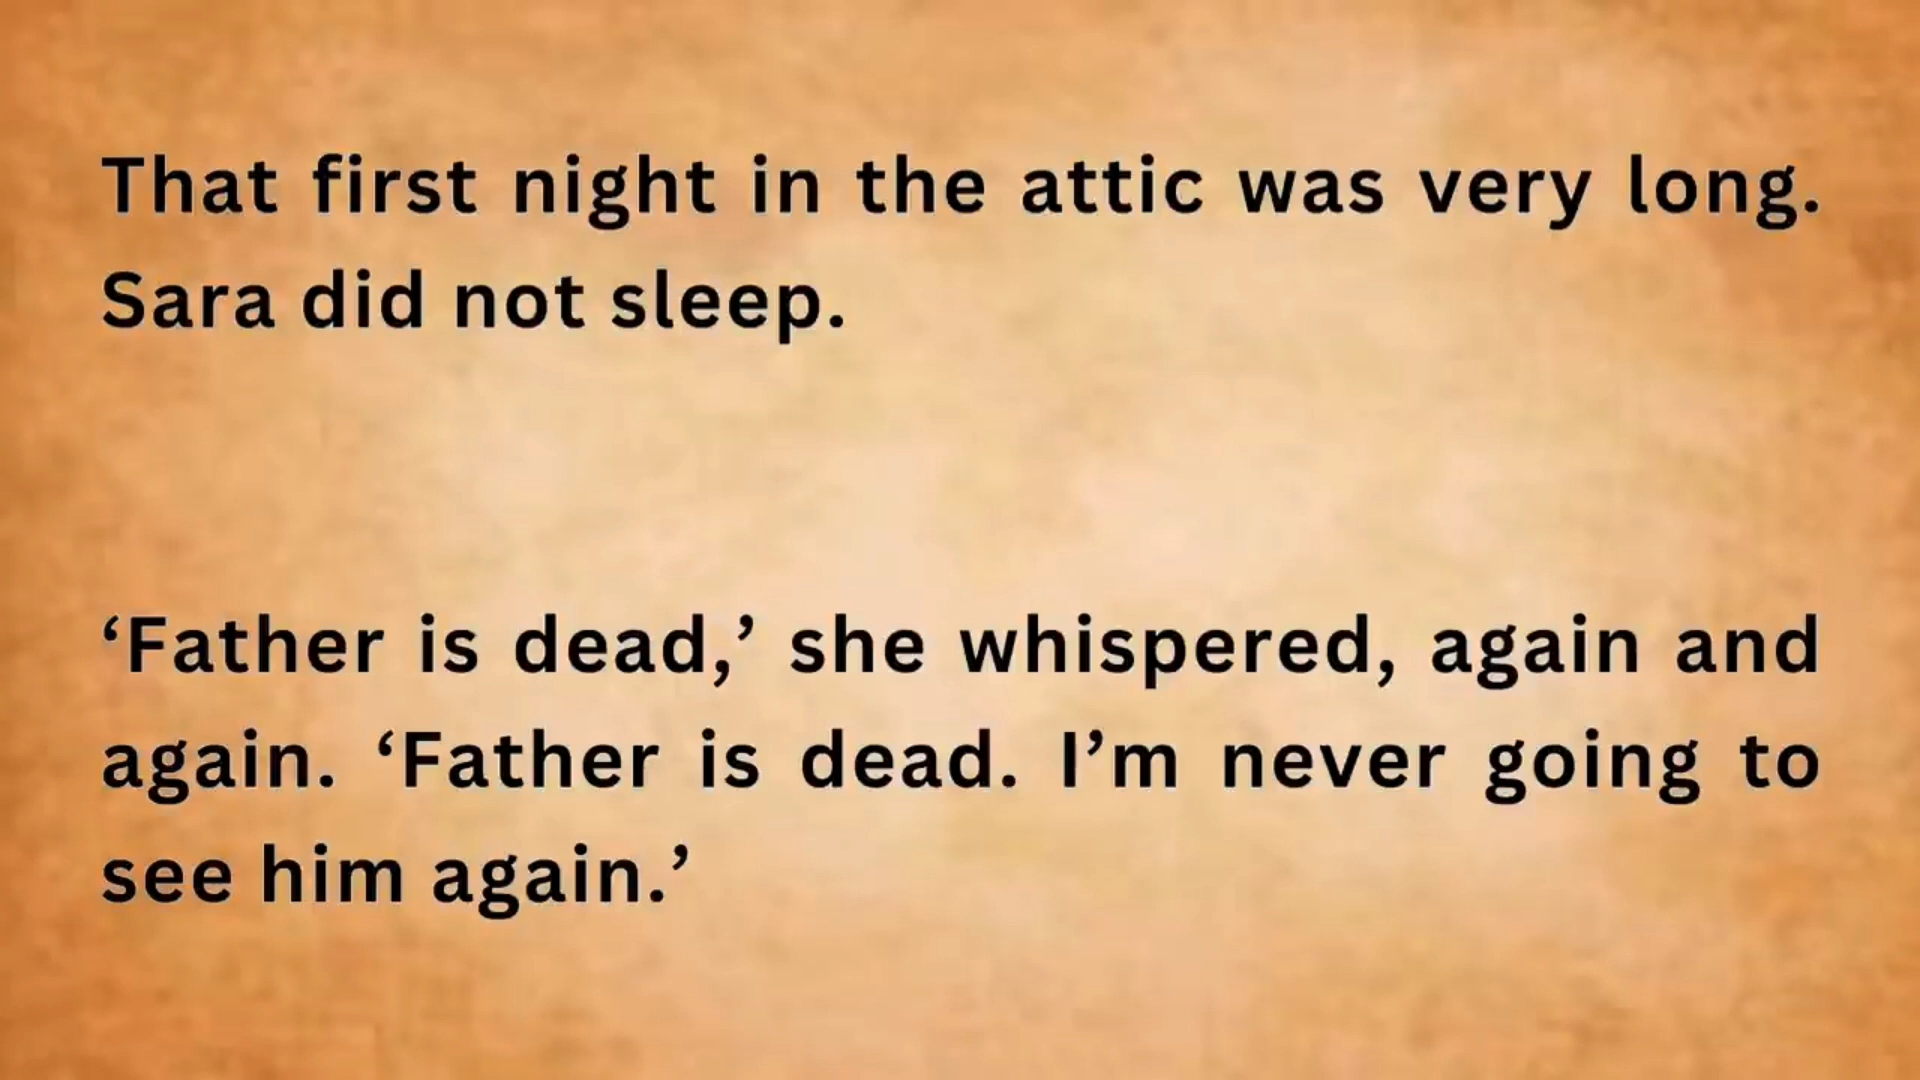 That first night in the attic was very long.
Sara did not sleep.
‘Father is dead,’ she whispered, again and
again. ‘Father is dead. I’m never going to
see him again.’